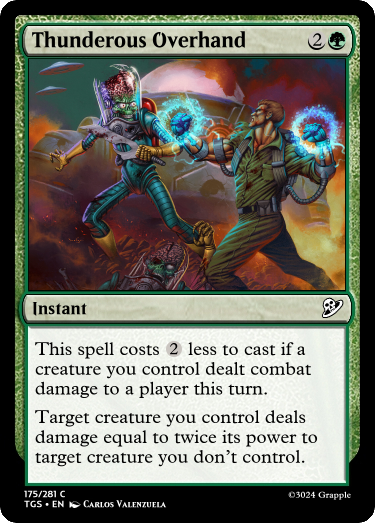 Thunderous Overhand 2
Instant
This spell costs 2 less to cast if a
creature you control dealt combat
damage to a player this turn.
Target creature you control deals
damage equal to twice its power to
target creature you don't control.
175/281 C
TGS • EN Carlos Valenzuela
©3024 Grapple